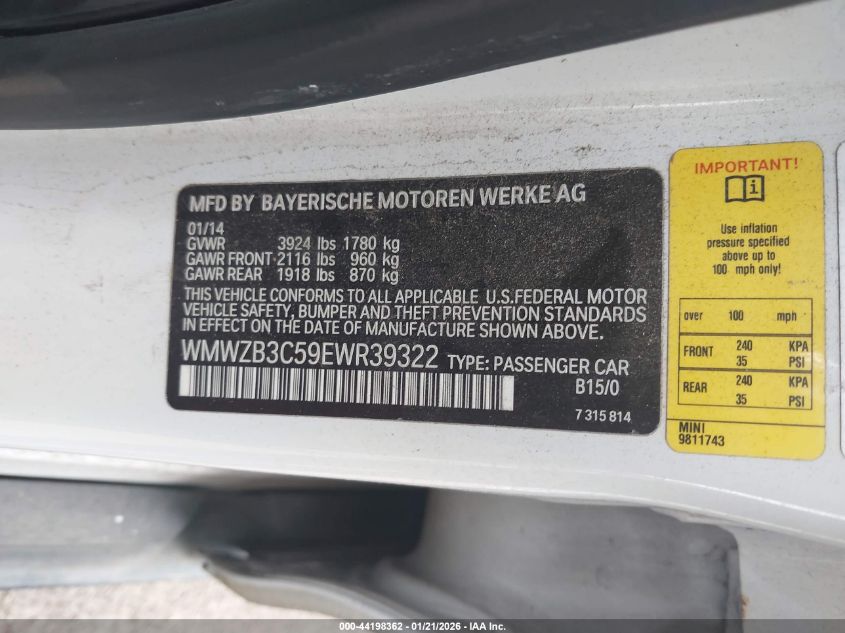 MFD BY BAYERISCHE MOTOREN WERKE AG
01/14
GVWR 3924 lbs 1780 kg
GAWR FRONT 2116 lbs 960 kg
GAWR REAR 1918 lbs 870 kg
THIS VEHICLE CONFORMS TO ALL APPLICABLE U.S.FEDERAL MOTOR
VEHICLE SAFETY, BUMPER AND THEFT PREVENTION STANDARDS
IN EFFECT ON THE DATE OF MANUFACTURE SHOWN ABOVE.
WMWZB3C59EWR39322 TYPE: PASSENGER CAR
B15/0
7 315 814
IMPORTANT!
i
Use inflation
pressure specified
above up to
100 mph only!
over 100 mph
FRONT 240 KPA
35 PSI
REAR 240 KPA
35 PSI
MINI
9811743
000-44198362 - 01/21/2026 - IAA, Inc.